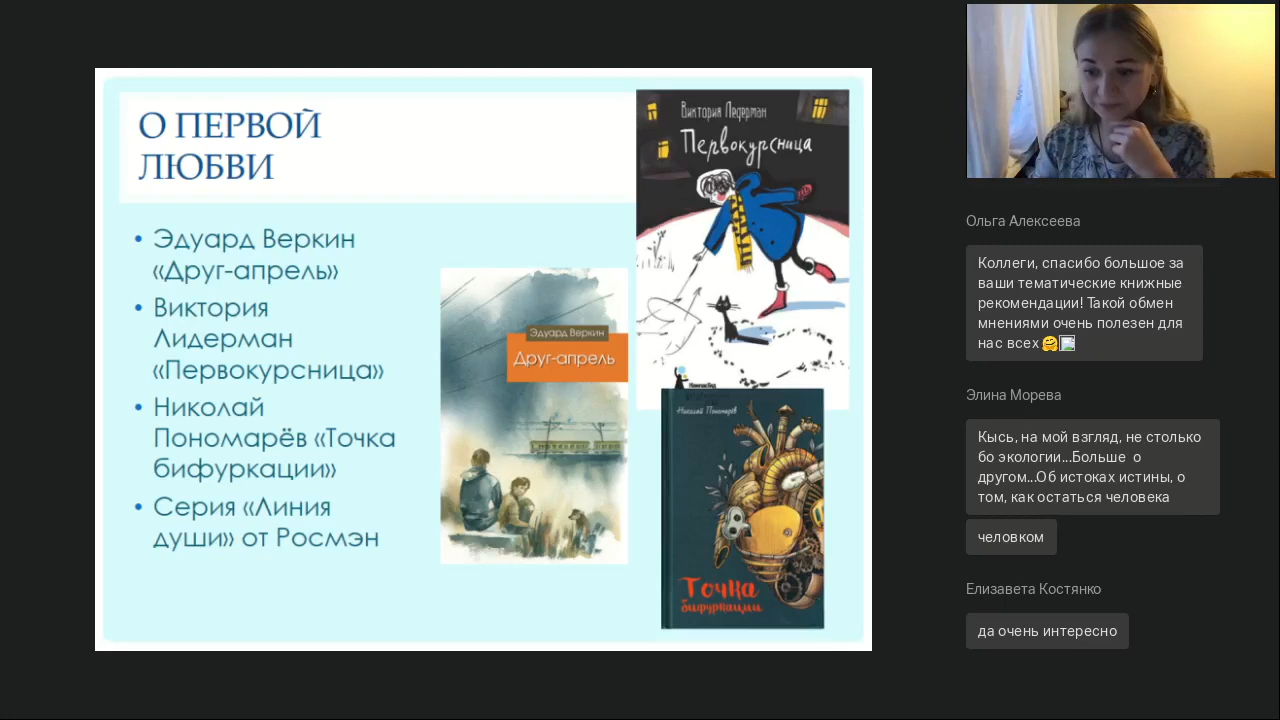 О ПЕРВОЙ
ЛЮБВИ
• Эдуард Веркин
«Друг-апрель»
• Виктория
Лидерман
«Первокурсница»
• Николай
Пономарёв «Точка
бифуркации»
• Серия «Линия
души» от Росмэн
Эдуард Веркин
Друг-апрель
Виктория Ледерман
Первокурсница
КомпасГид
Николай Пономарёв
Точка
бифуркации
Ольга Алексеева
Коллеги, спасибо большое за
ваши тематические книжные
рекомендации! Такой обмен
мнениями очень полезен для
нас всех 🤗
Элина Морева
Кысь, на мой взгляд, не столько
бо экологии...Больше  о
другом...Об истоках истины, о
том, как остаться человека
человком
Елизавета Костянко
да очень интересно